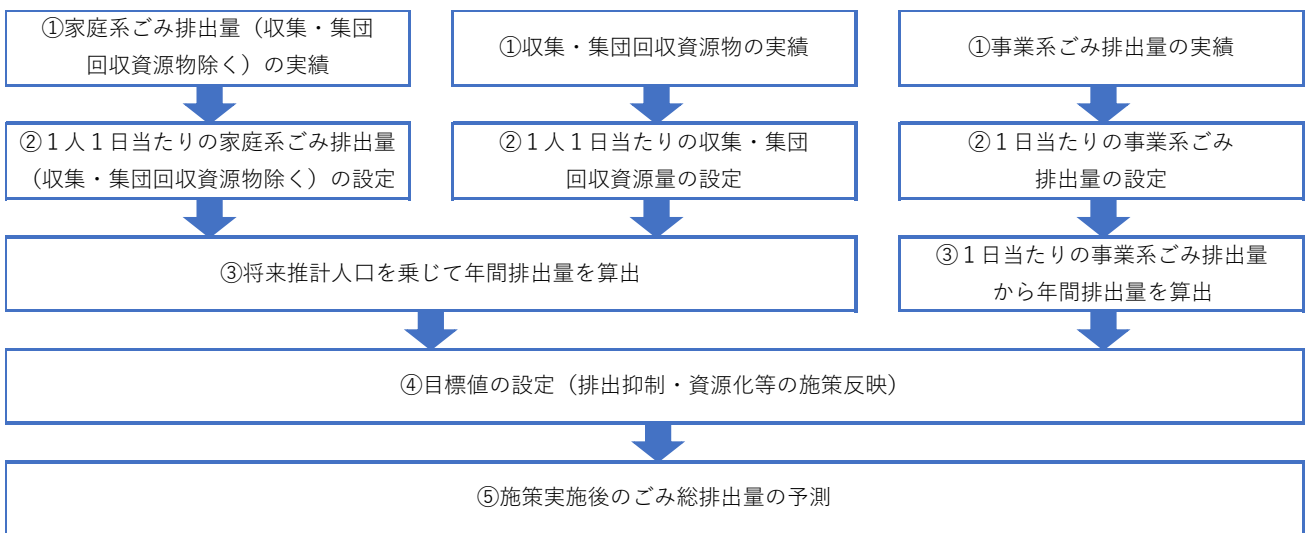 ①家庭系ごみ排出量（収集・集団
回収資源物除く）の実績
①収集・集団回収資源物の実績
①事業系ごみ排出量の実績
②１人１日当たりの家庭系ごみ排出量
（収集・集団回収資源物除く）の設定
②１人１日当たりの収集・集団
回収資源量の設定
②１日当たりの事業系ごみ
排出量の設定
③将来推計人口を乗じて年間排出量を算出
③１日当たりの事業系ごみ排出量
から年間排出量を算出
④目標値の設定（排出抑制・資源化等の施策反映）
⑤施策実施後のごみ総排出量の予測